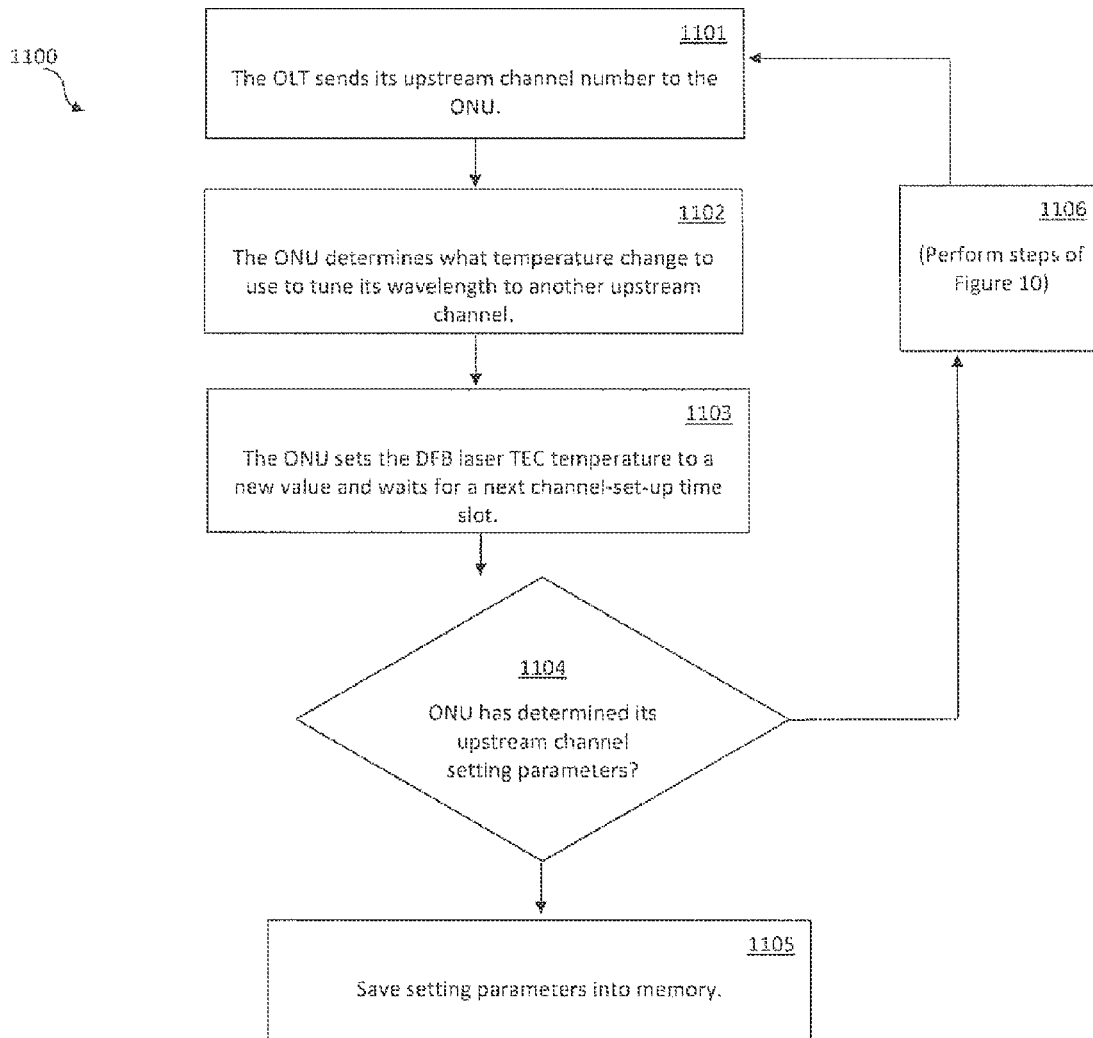 1100
1101
The OLT sends its upstream channel number to the
ONU.
1102
The ONU determines what temperature change to
use to tune its wavelength to another upstream
channel.
1106
(Perform steps of
Figure 10)
1103
The ONU sets the DFB laser TEC temperature to a
new value and waits for a next channel-set-up time
slot.
1104
ONU has determined its
upstream channel
setting parameters?
1105
Save setting parameters into memory.